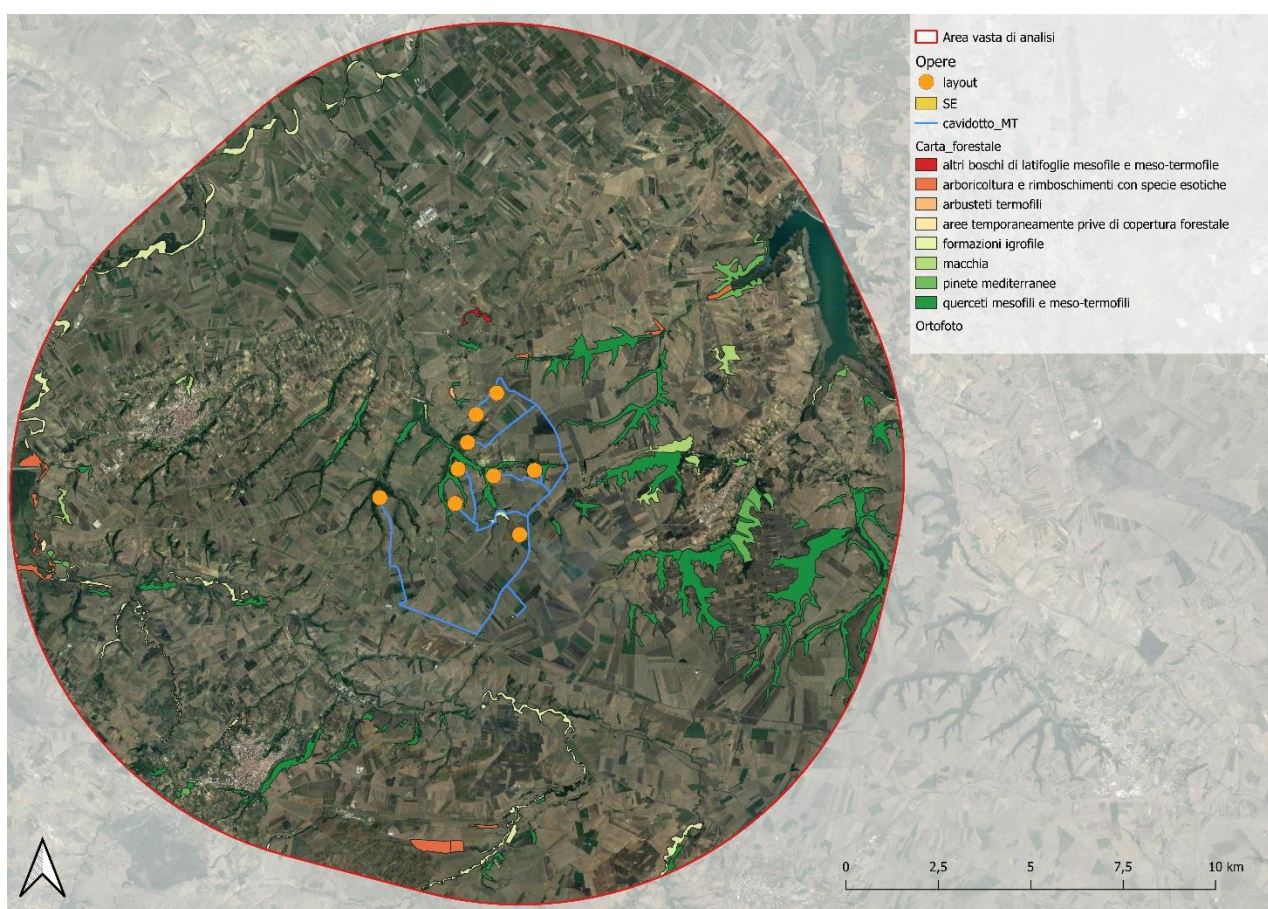 Area vasta di analisi
Opere
layout
SE
cavidotto_MT
Carta_forestale
altri boschi di latifoglie mesofile e meso-termofile
arboricoltura e rimboschimenti con specie esotiche
arbusteti termofili
aree temporaneamente prive di copertura forestale
formazioni igrofile
macchia
pinete mediterranee
querceti mesofili e meso-termofili
Ortofoto
0 2,5 5 7,5 10 km